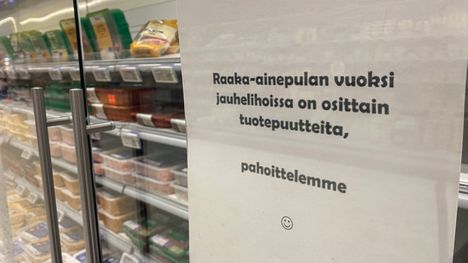 Raaka-ainepulan vuoksi
jauhelihoissa on osittain
tuotepuutteita,
pahoittelemme
☺